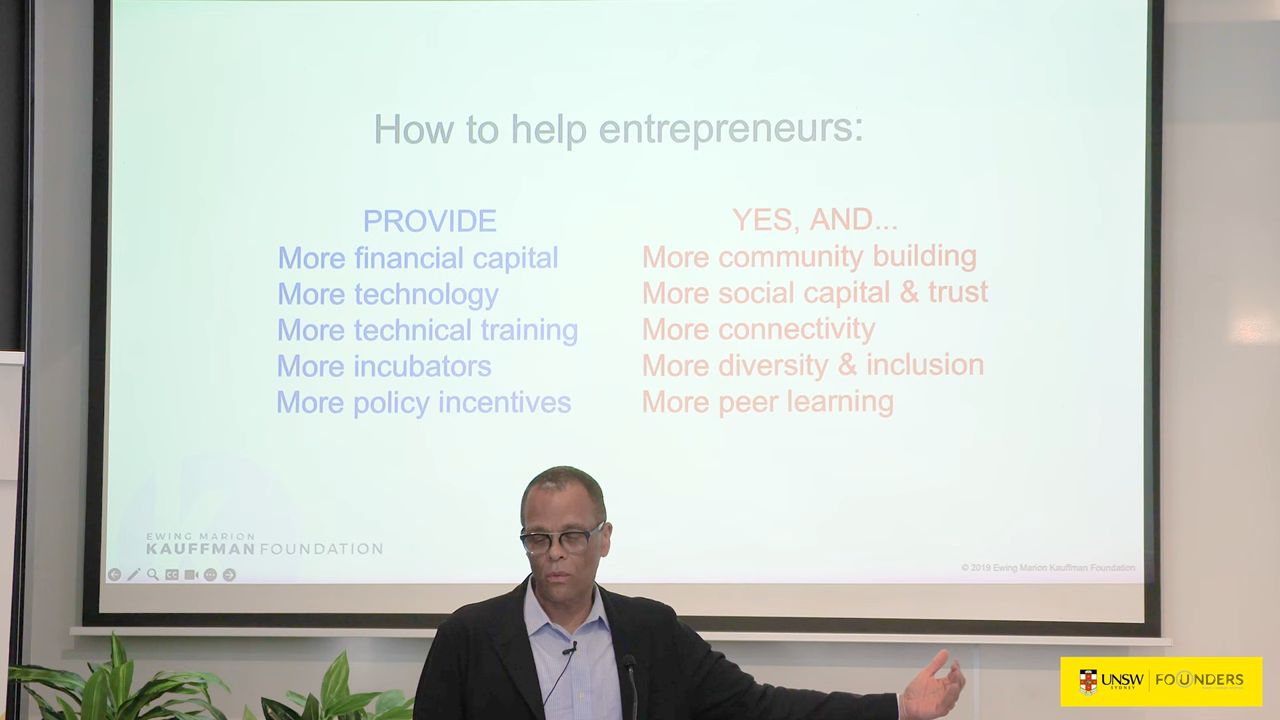 How to help entrepreneurs:
PROVIDE
More financial capital
More technology
More technical training
More incubators
More policy incentives
YES, AND...
More community building
More social capital & trust
More connectivity
More diversity & inclusion
More peer learning
EWING MARION
KAUFFMAN FOUNDATION
© 2019 Ewing Marion Kauffman Foundation
CC
UNSW
SYDNEY
FOUNDERS